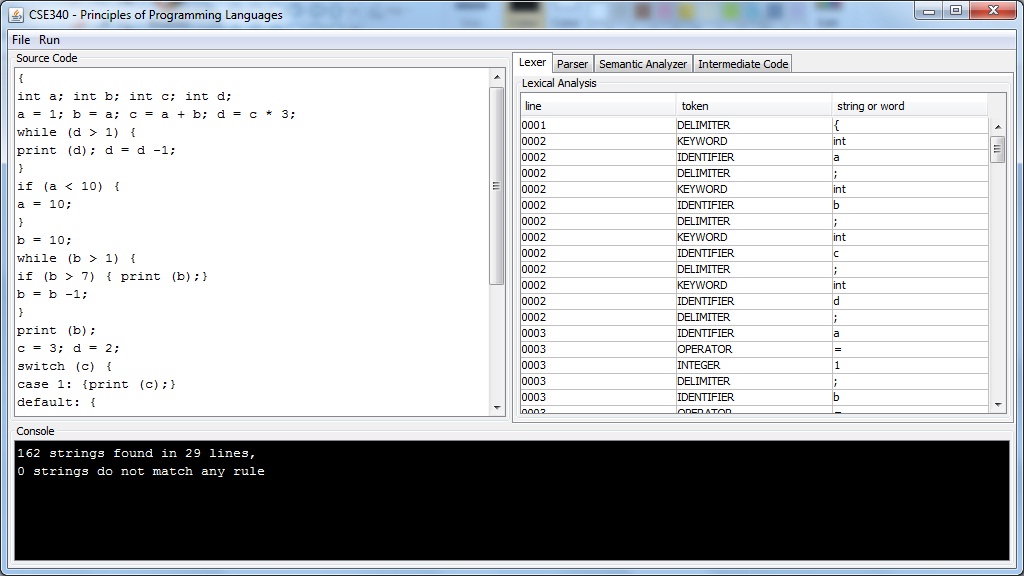 CSE340 - Principles of Programming Languages
File Run
Source Code
{
int a; int b; int c; int d;
a = 1; b = a; c = a + b; d = c * 3;
while (d > 1) {
print (d); d = d -1;
}
if (a < 10) {
a = 10;
}
b = 10;
while (b > 1) {
if (b > 7) { print (b);}
b = b -1;
}
print (b);
c = 3; d = 2;
switch (c) {
case 1: {print (c);}
default: {
Lexer Parser Semantic Analyzer Intermediate Code
Lexical Analysis
line token string or word
0001 DELIMITER {
0002 KEYWORD int
0002 IDENTIFIER a
0002 DELIMITER ;
0002 KEYWORD int
0002 IDENTIFIER b
0002 DELIMITER ;
0002 KEYWORD int
0002 IDENTIFIER c
0002 DELIMITER ;
0002 KEYWORD int
0002 IDENTIFIER d
0002 DELIMITER ;
0003 IDENTIFIER a
0003 OPERATOR =
0003 INTEGER 1
0003 DELIMITER ;
0003 IDENTIFIER b
0003 OPERATOR =
Console
162 strings found in 29 lines,
0 strings do not match any rule